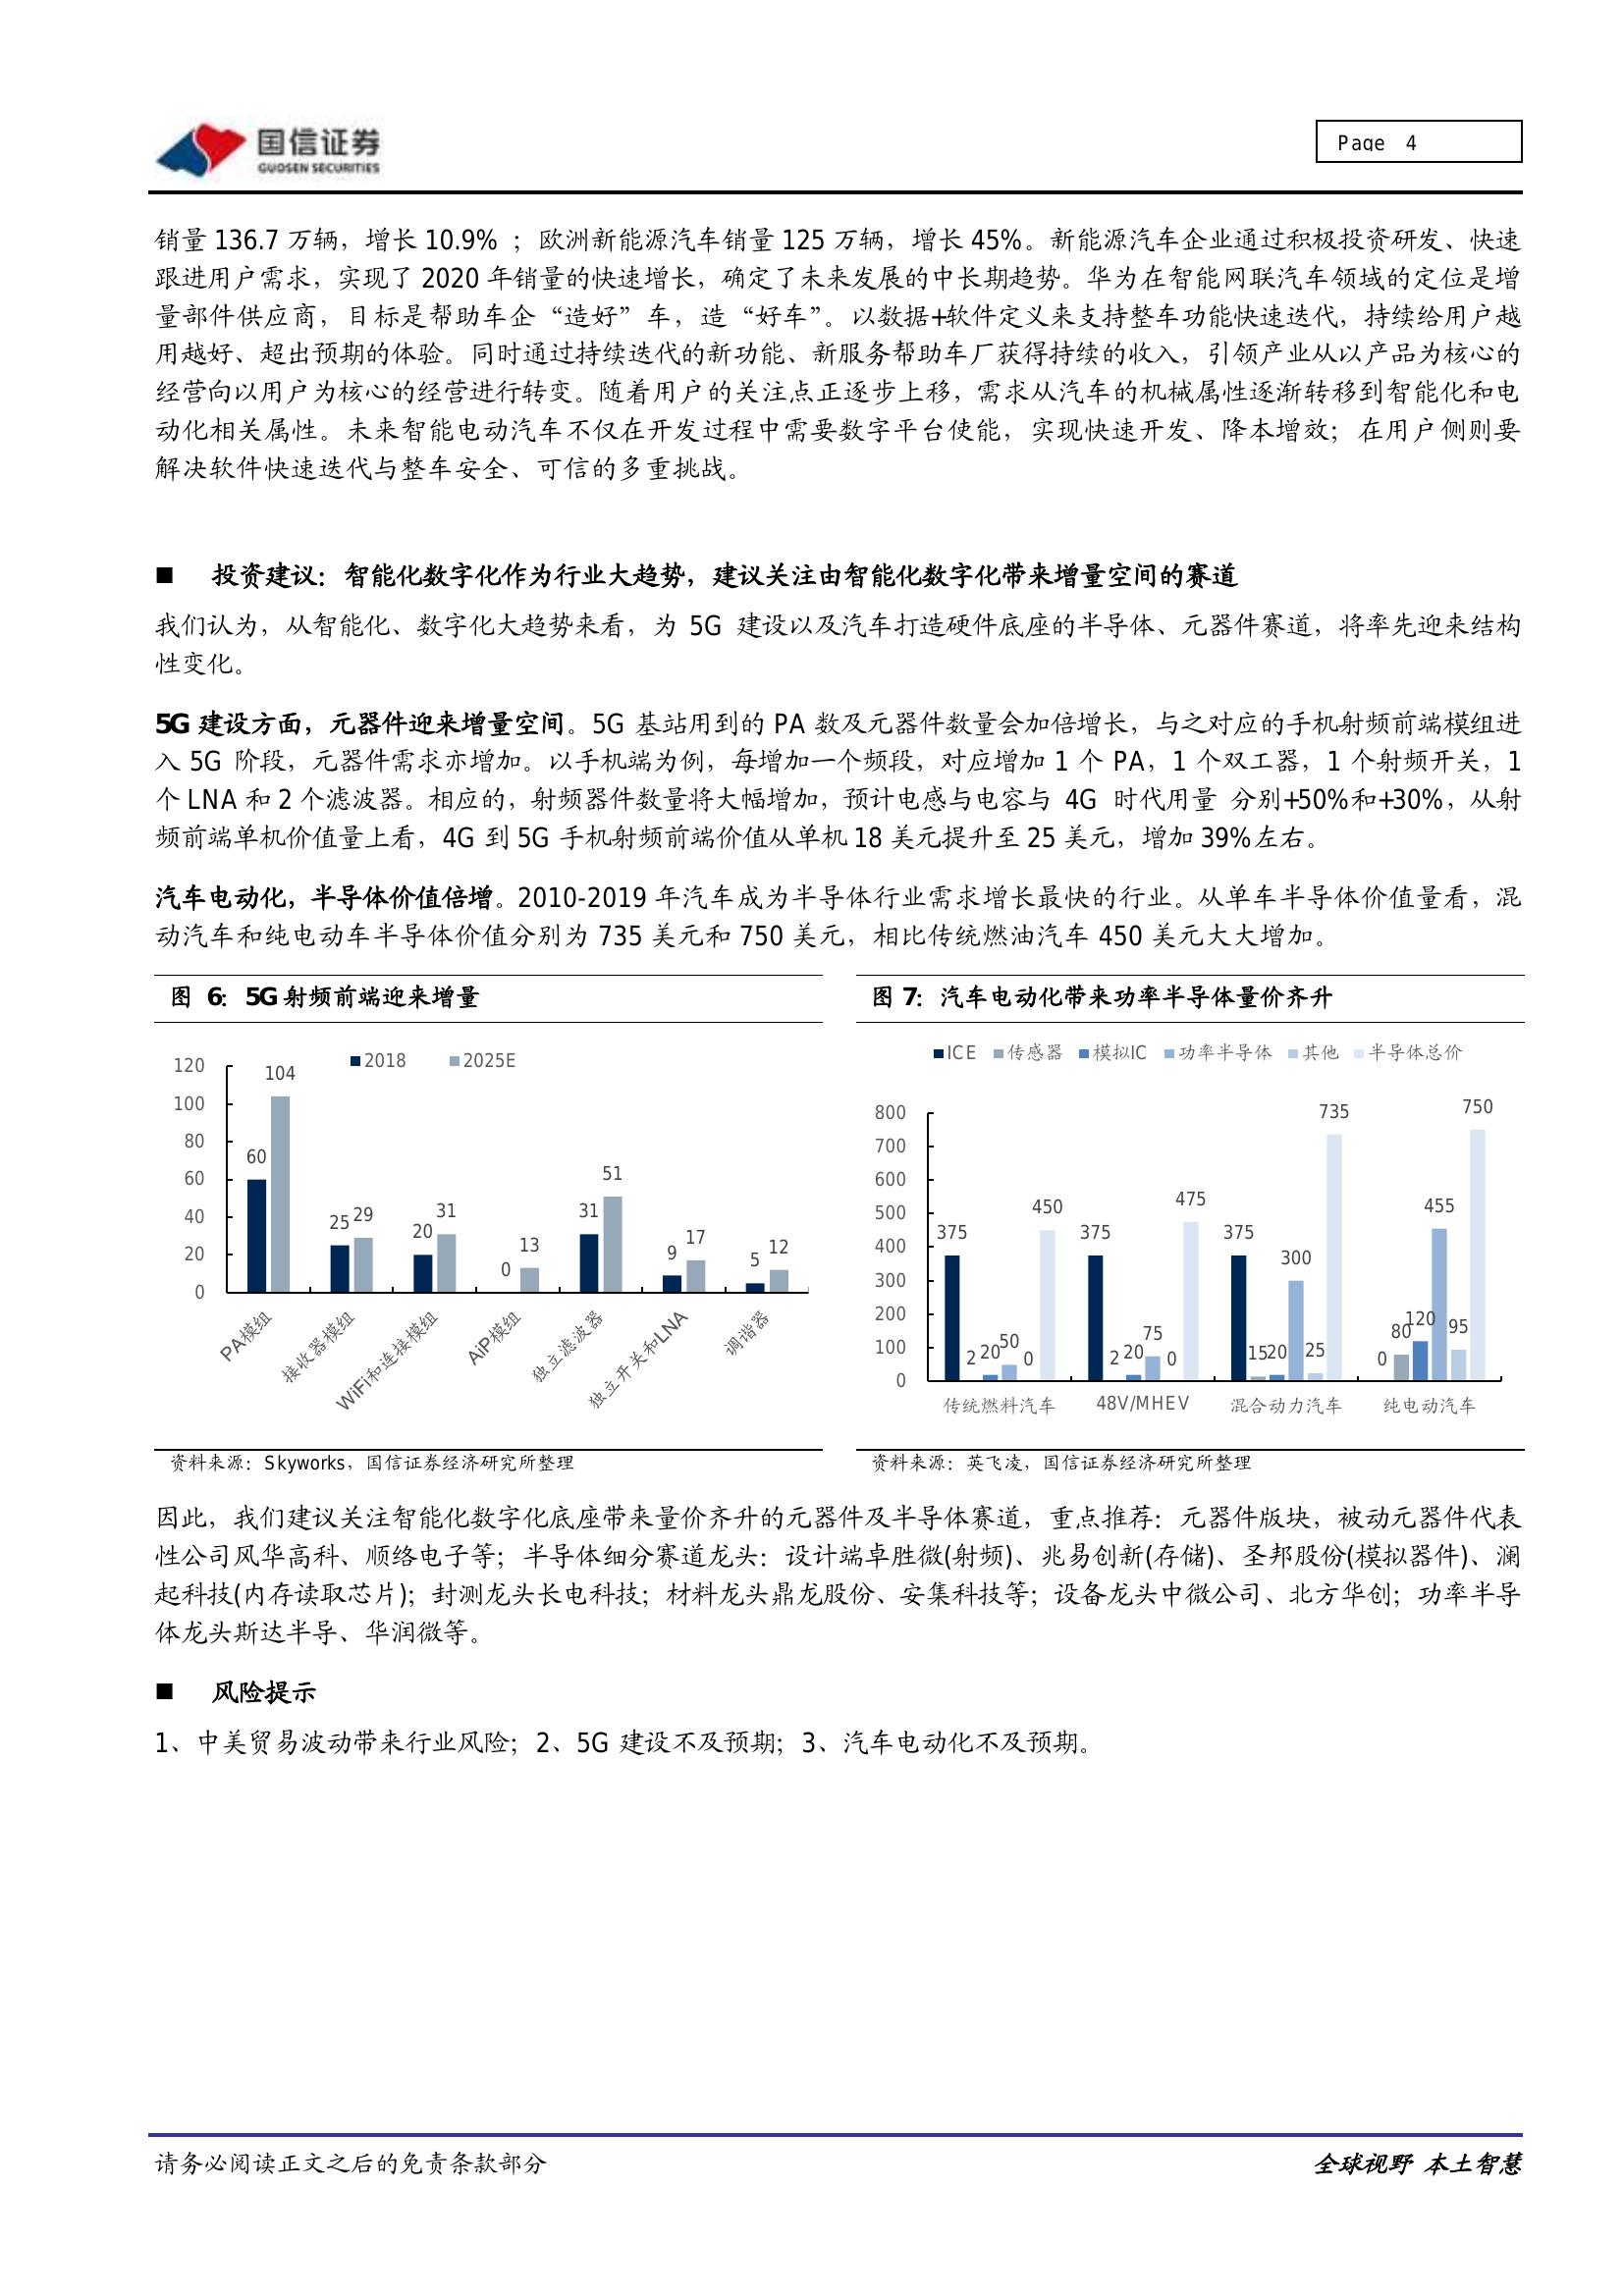 国信证券
GUOSEN SECURITIES
Page 4
销量 136.7 万辆，增长 10.9% ；欧洲新能源汽车销量 125 万辆，增长 45%。新能源汽车企业通过积极投资研发、快速
跟进用户需求，实现了 2020 年销量的快速增长，确定了未来发展的中长期趋势。华为在智能网联汽车领域的定位是增
量部件供应商，目标是帮助车企“造好”车，造“好车”。以数据+软件定义来支持整车功能快速迭代，持续给用户越
用越好、超出预期的体验。同时通过持续迭代的新功能、新服务帮助车厂获得持续的收入，引领产业从以产品为核心的
经营向以用户为核心的经营进行转变。随着用户的关注点正逐步上移，需求从汽车的机械属性逐渐转移到智能化和电
动化相关属性。未来智能电动汽车不仅在开发过程中需要数字平台使能，实现快速开发、降本增效；在用户侧则要
解决软件快速迭代与整车安全、可信的多重挑战。
■ 投资建议：智能化数字化作为行业大趋势，建议关注由智能化数字化带来增量空间的赛道
我们认为，从智能化、数字化大趋势来看，为 5G 建设以及汽车打造硬件底座的半导体、元器件赛道，将率先迎来结构
性变化。
5G 建设方面，元器件迎来增量空间。5G 基站用到的 PA 数及元器件数量会加倍增长，与之对应的手机射频前端模组进
入 5G 阶段，元器件需求亦增加。以手机端为例，每增加一个频段，对应增加 1 个 PA，1 个双工器，1 个射频开关，1
个 LNA 和 2 个滤波器。相应的，射频器件数量将大幅增加，预计电感与电容与 4G 时代用量 分别+50%和+30%，从射
频前端单机价值量上看，4G 到 5G 手机射频前端价值从单机 18 美元提升至 25 美元，增加 39%左右。
汽车电动化，半导体价值倍增。2010-2019 年汽车成为半导体行业需求增长最快的行业。从单车半导体价值量看，混
动汽车和纯电动车半导体价值分别为 735 美元和 750 美元，相比传统燃油汽车 450 美元大大增加。
图 6：5G 射频前端迎来增量
2018 2025E
120
100
80
60
40
20
0
60 104
25 29
20 31
0 13
31 51
9 17
5 12
PA模组
接收器模组
WiFi和连接模组
AiP模组
独立滤波器
独立开关和LNA
调谐器
资料来源：Skyworks，国信证券经济研究所整理
图 7：汽车电动化带来功率半导体量价齐升
ICE 传感器 模拟IC 功率半导体 其他 半导体总价
800
700
600
500
400
300
200
100
0
375 2 20 50 0 450
375 2 20 75 0 475
375 15 20 300 25 735
0 80 120 455 95 750
传统燃料汽车 48V/MHEV 混合动力汽车 纯电动汽车
资料来源：英飞凌，国信证券经济研究所整理
因此，我们建议关注智能化数字化底座带来量价齐升的元器件及半导体赛道，重点推荐：元器件版块，被动元器件代表
性公司风华高科、顺络电子等；半导体细分赛道龙头：设计端卓胜微(射频)、兆易创新(存储)、圣邦股份(模拟器件)、澜
起科技(内存读取芯片)；封测龙头长电科技；材料龙头鼎龙股份、安集科技等；设备龙头中微公司、北方华创；功率半导
体龙头斯达半导、华润微等。
■ 风险提示
1、中美贸易波动带来行业风险；2、5G 建设不及预期；3、汽车电动化不及预期。
请务必阅读正文之后的免责条款部分
全球视野 本土智慧